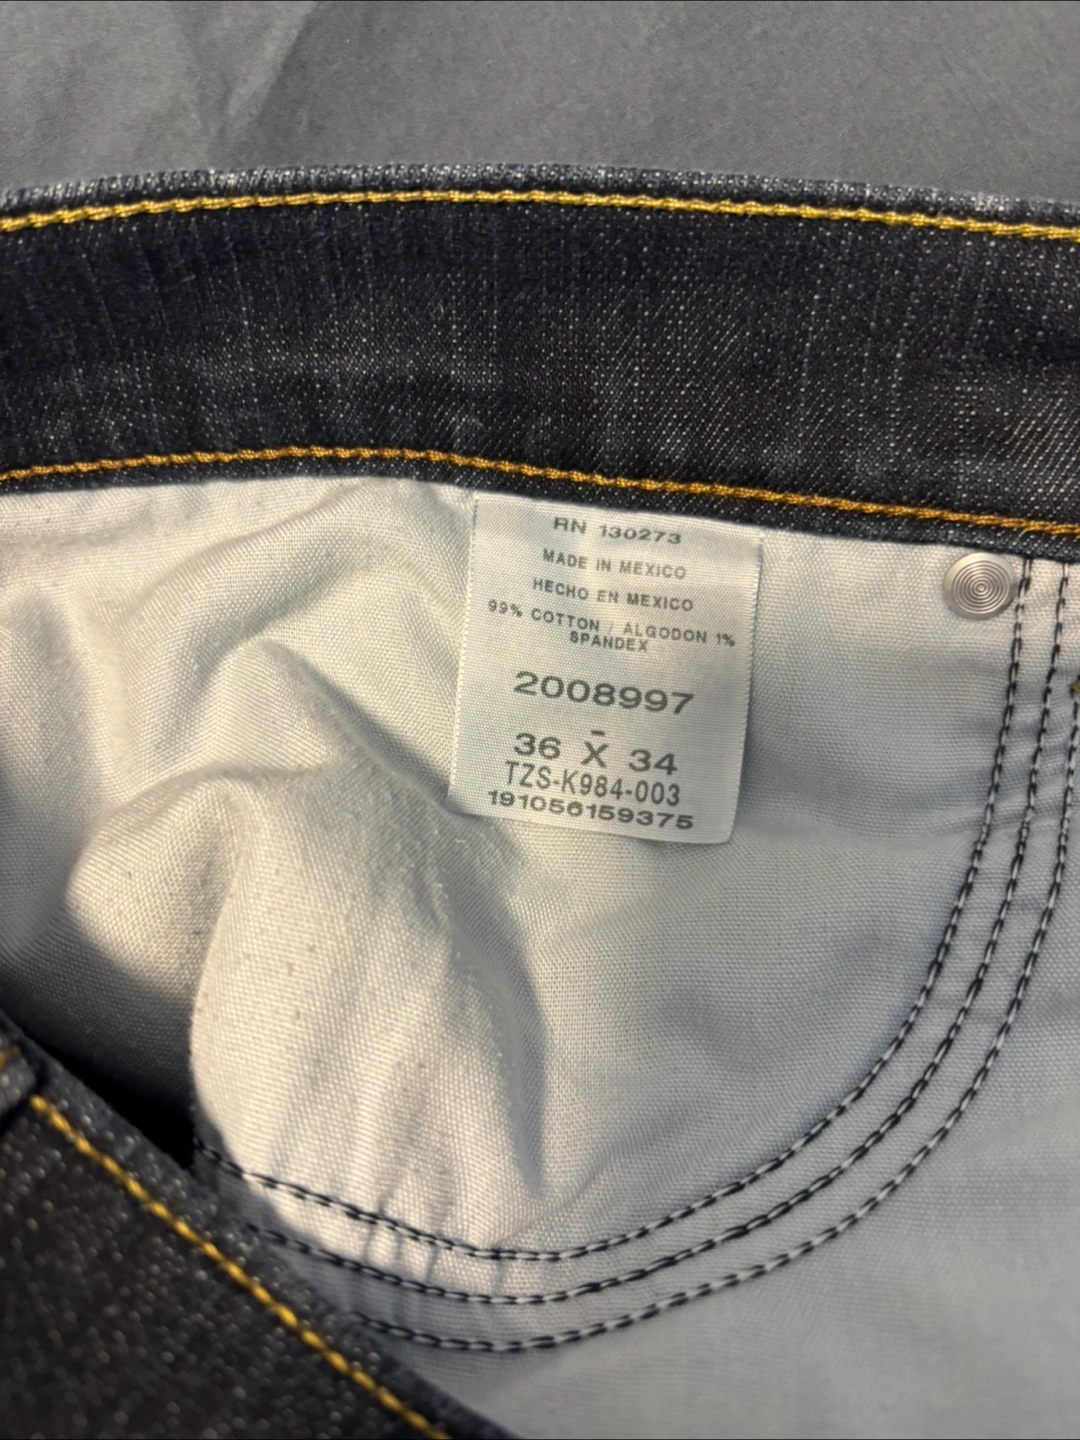 RN 130273
MADE IN MEXICO
HECHO EN MEXICO
99% COTTON / ALGODON 1%
SPANDEX
2008997
36 X 34
TZS-K984-003
191056159375